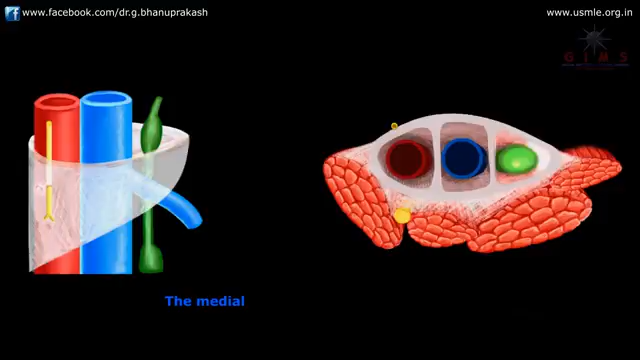 www.facebook.com/dr.g.bhanuprakash
www.usmle.org.in
G I M S
The medial